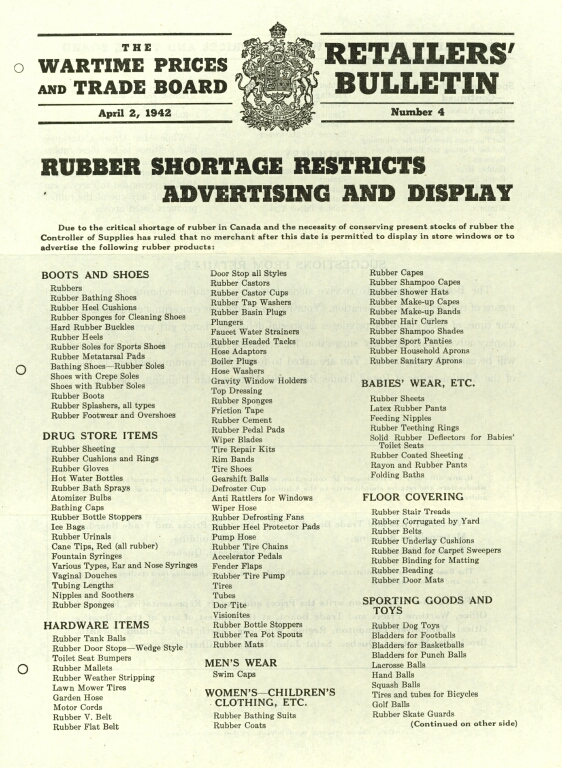 THE
WARTIME PRICES
AND TRADE BOARD
April 2, 1942
RETAILERS'
BULLETIN
Number 4
RUBBER SHORTAGE RESTRICTS
ADVERTISING AND DISPLAY
Due to the critical shortage of rubber in Canada and the necessity of conserving present stocks of rubber the
Controller of Supplies has ruled that no merchant after this date is permitted to display in store windows or to
advertise the following rubber products:
BOOTS AND SHOES
Rubbers
Rubber Bathing Shoes
Rubber Heel Cushions
Rubber Sponges for Cleaning Shoes
Hard Rubber Buckles
Rubber Heels
Rubber Soles for Sports Shoes
Rubber Metatarsal Pads
Bathing Shoes—Rubber Soles
Shoes with Crepe Soles
Shoes with Rubber Soles
Rubber Boots
Rubber Splashers, all types
Rubber Footwear and Overshoes
DRUG STORE ITEMS
Rubber Sheeting
Rubber Cushions and Rings
Rubber Gloves
Hot Water Bottles
Rubber Bath Sprays
Atomizer Bulbs
Bathing Caps
Rubber Bottle Stoppers
Ice Bags
Rubber Urinals
Cane Tips, Red (all rubber)
Fountain Syringes
Various Types, Ear and Nose Syringes
Vaginal Douches
Tubing Lengths
Nipples and Soothers
Rubber Sponges
HARDWARE ITEMS
Rubber Tank Balls
Rubber Door Stops—Wedge Style
Toilet Seat Bumpers
Rubber Mallets
Rubber Weather Stripping
Lawn Mower Tires
Garden Hose
Motor Cords
Rubber V. Belt
Rubber Flat Belt
Door Stop all Styles
Rubber Castors
Rubber Castor Cups
Rubber Tap Washers
Rubber Basin Plugs
Plungers
Faucet Water Strainers
Rubber Headed Tacks
Hose Adaptors
Boiler Plugs
Hose Washers
Gravity Window Holders
Top Dressing
Rubber Sponges
Friction Tape
Rubber Cement
Rubber Pedal Pads
Wiper Blades
Tire Repair Kits
Rim Bands
Tire Shoes
Gearshift Balls
Defroster Cup
Anti Rattlers for Windows
Wiper Hose
Rubber Defrosting Fans
Rubber Heel Protector Pads
Pump Hose
Rubber Tire Chains
Accelerator Pedals
Fender Flaps
Rubber Tire Pump
Tires
Tubes
Dor Tite
Visionites
Rubber Bottle Stoppers
Rubber Tea Pot Spouts
Rubber Mats
MEN'S WEAR
Swim Caps
WOMEN'S—CHILDREN'S
CLOTHING, ETC.
Rubber Bathing Suits
Rubber Coats
Rubber Capes
Rubber Shampoo Capes
Rubber Shower Hats
Rubber Make-up Capes
Rubber Make-up Bands
Rubber Hair Curlers
Rubber Shampoo Shades
Rubber Sport Panties
Rubber Household Aprons
Rubber Sanitary Aprons
BABIES' WEAR, ETC.
Rubber Sheets
Latex Rubber Pants
Feeding Nipples
Rubber Teething Rings
Solid Rubber Deflectors for Babies'
Toilet Seats
Rubber Coated Sheeting
Rayon and Rubber Pants
Folding Baths
FLOOR COVERING
Rubber Stair Treads
Rubber Corrugated by Yard
Rubber Belts
Rubber Underlay Cushions
Rubber Band for Carpet Sweepers
Rubber Binding for Matting
Rubber Beading
Rubber Door Mats
SPORTING GOODS AND
TOYS
Rubber Dog Toys
Bladders for Footballs
Bladders for Basketballs
Bladders for Punch Balls
Lacrosse Balls
Hand Balls
Squash Balls
Tires and tubes for Bicycles
Golf Balls
Rubber Skate Guards
(Continued on other side)